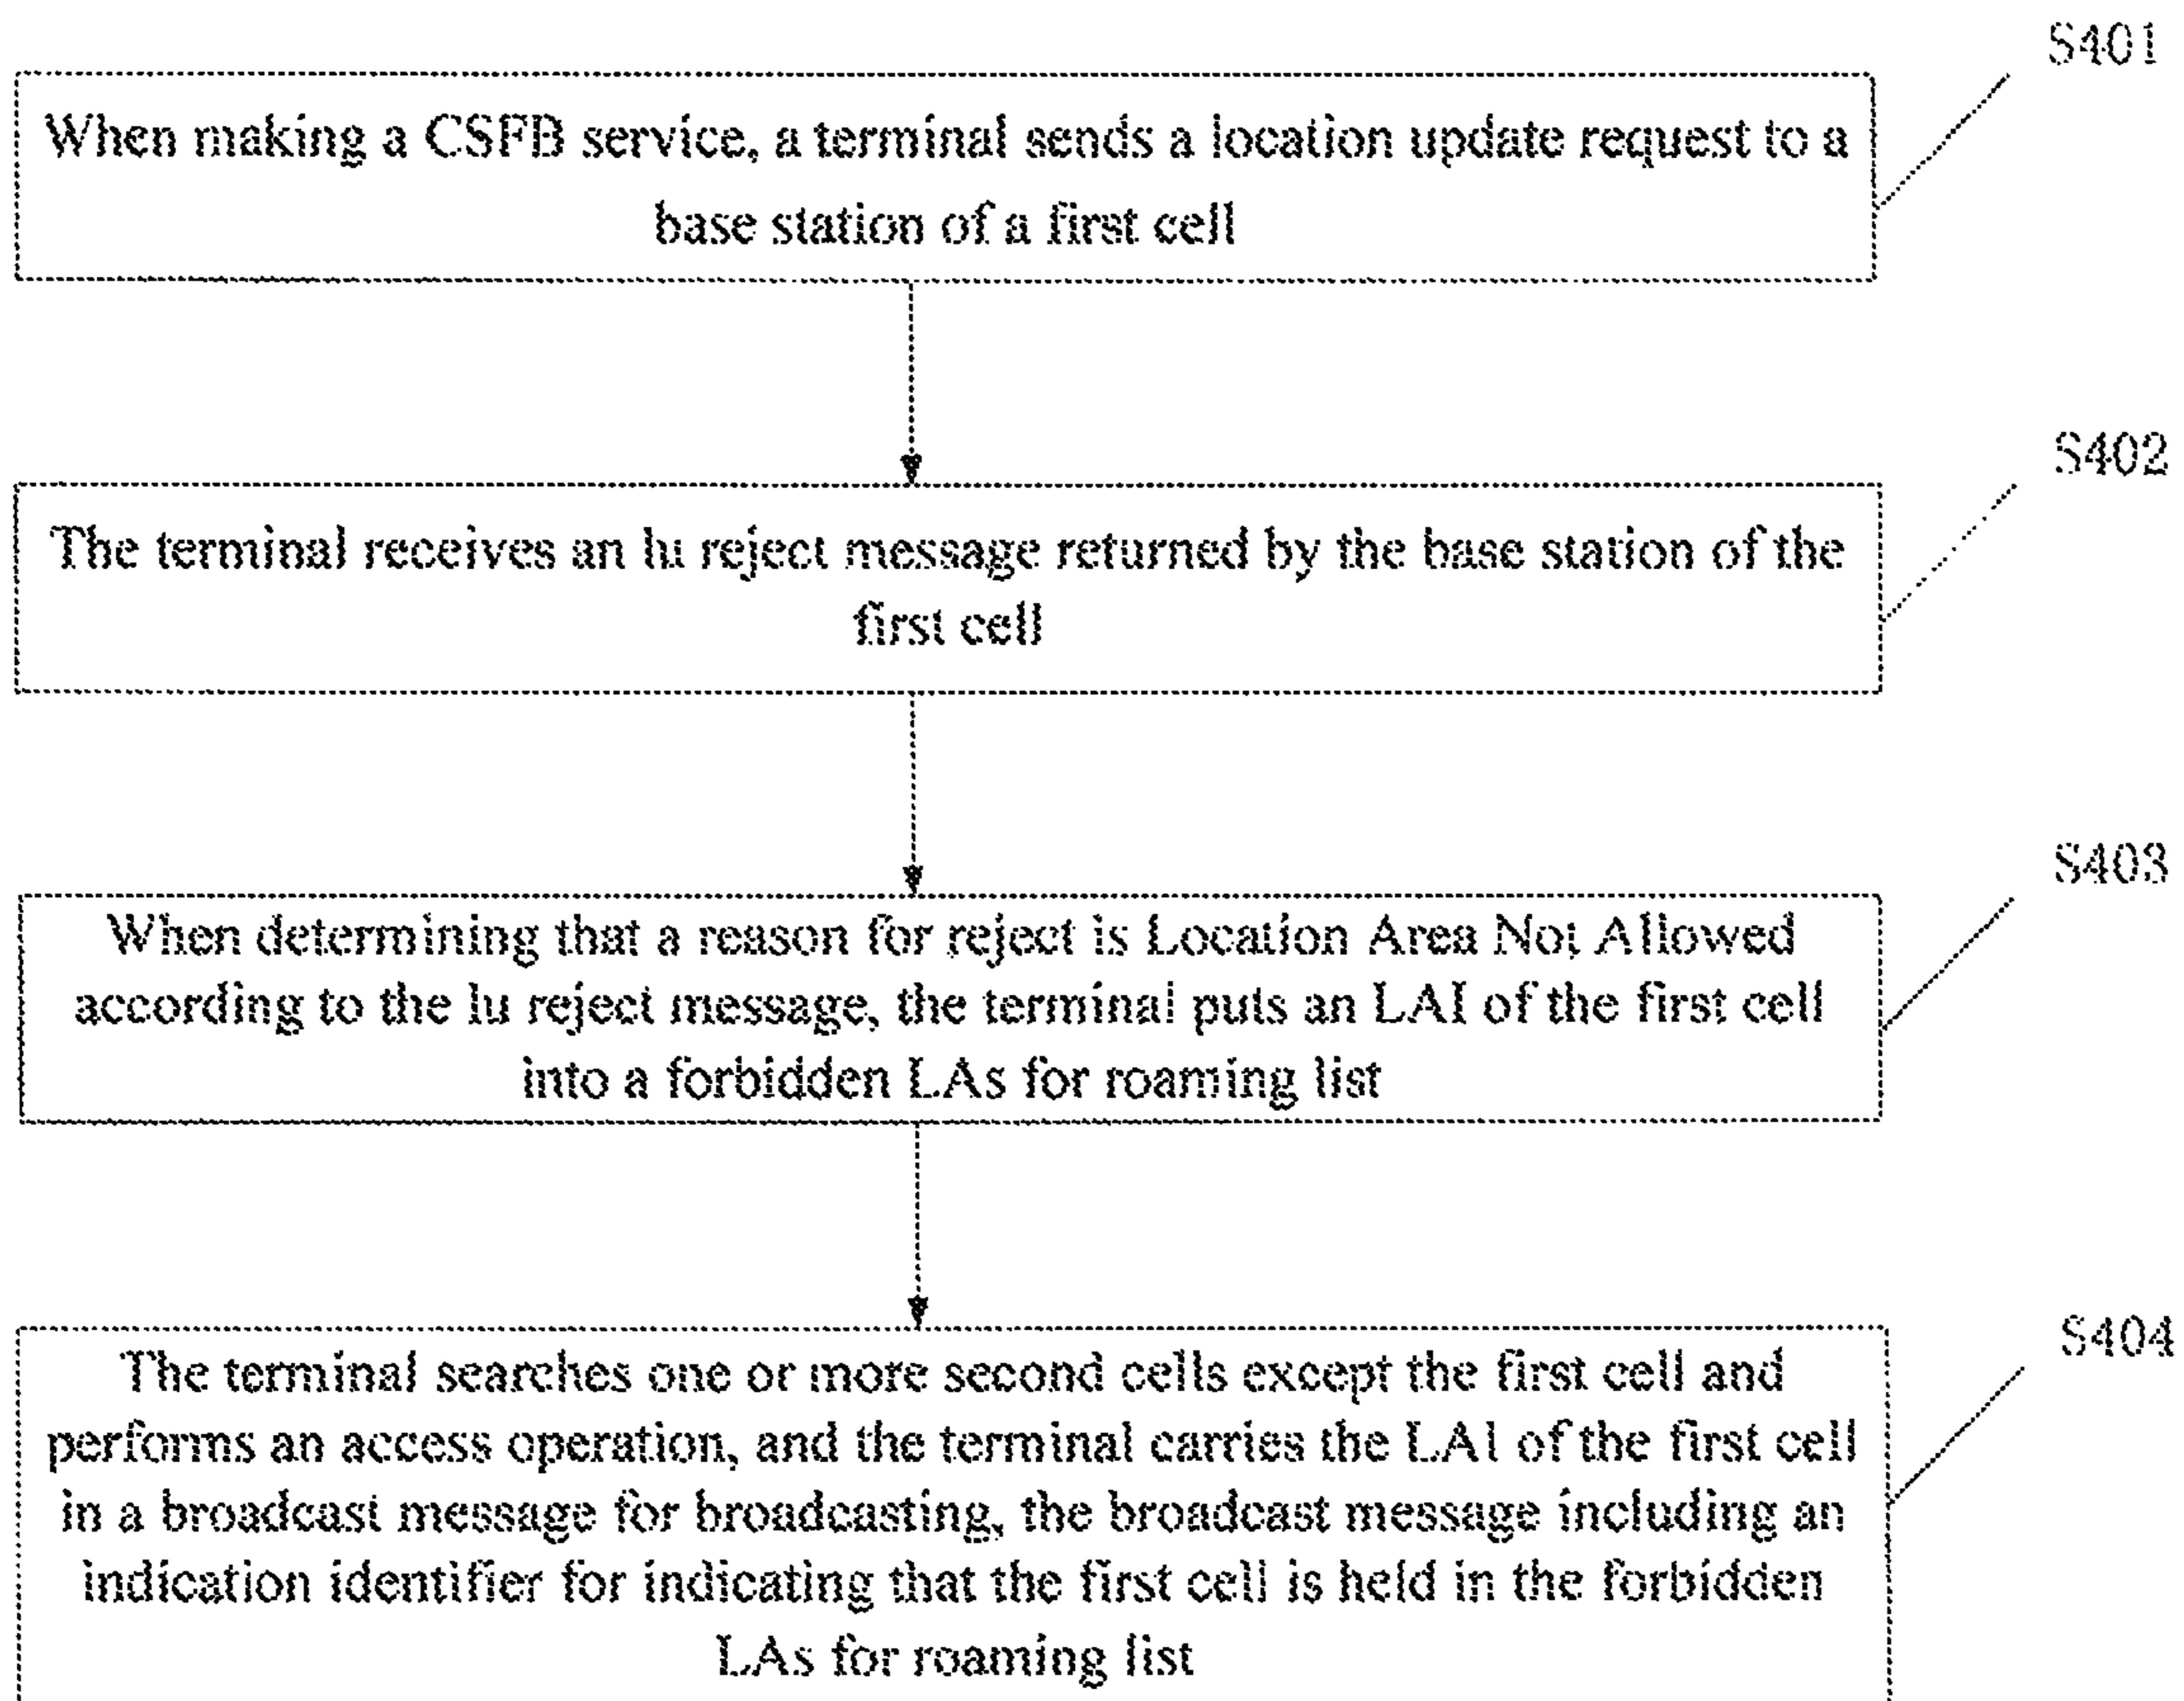 S401
When making a CSFB service, a terminal sends a location update request to a
base station of a first cell
S402
The terminal receives an lu reject message returned by the base station of the
first cell
S403
When determining that a reason for reject is Location Area Not Allowed
according to the lu reject message, the terminal puts an LAI of the first cell
into a forbidden LAs for roaming list
S404
The terminal searches one or more second cells except the first cell and
performs an access operation, and the terminal carries the LAI of the first cell
in a broadcast message for broadcasting, the broadcast message including an
indication identifier for indicating that the first cell is held in the forbidden
LAs for roaming list